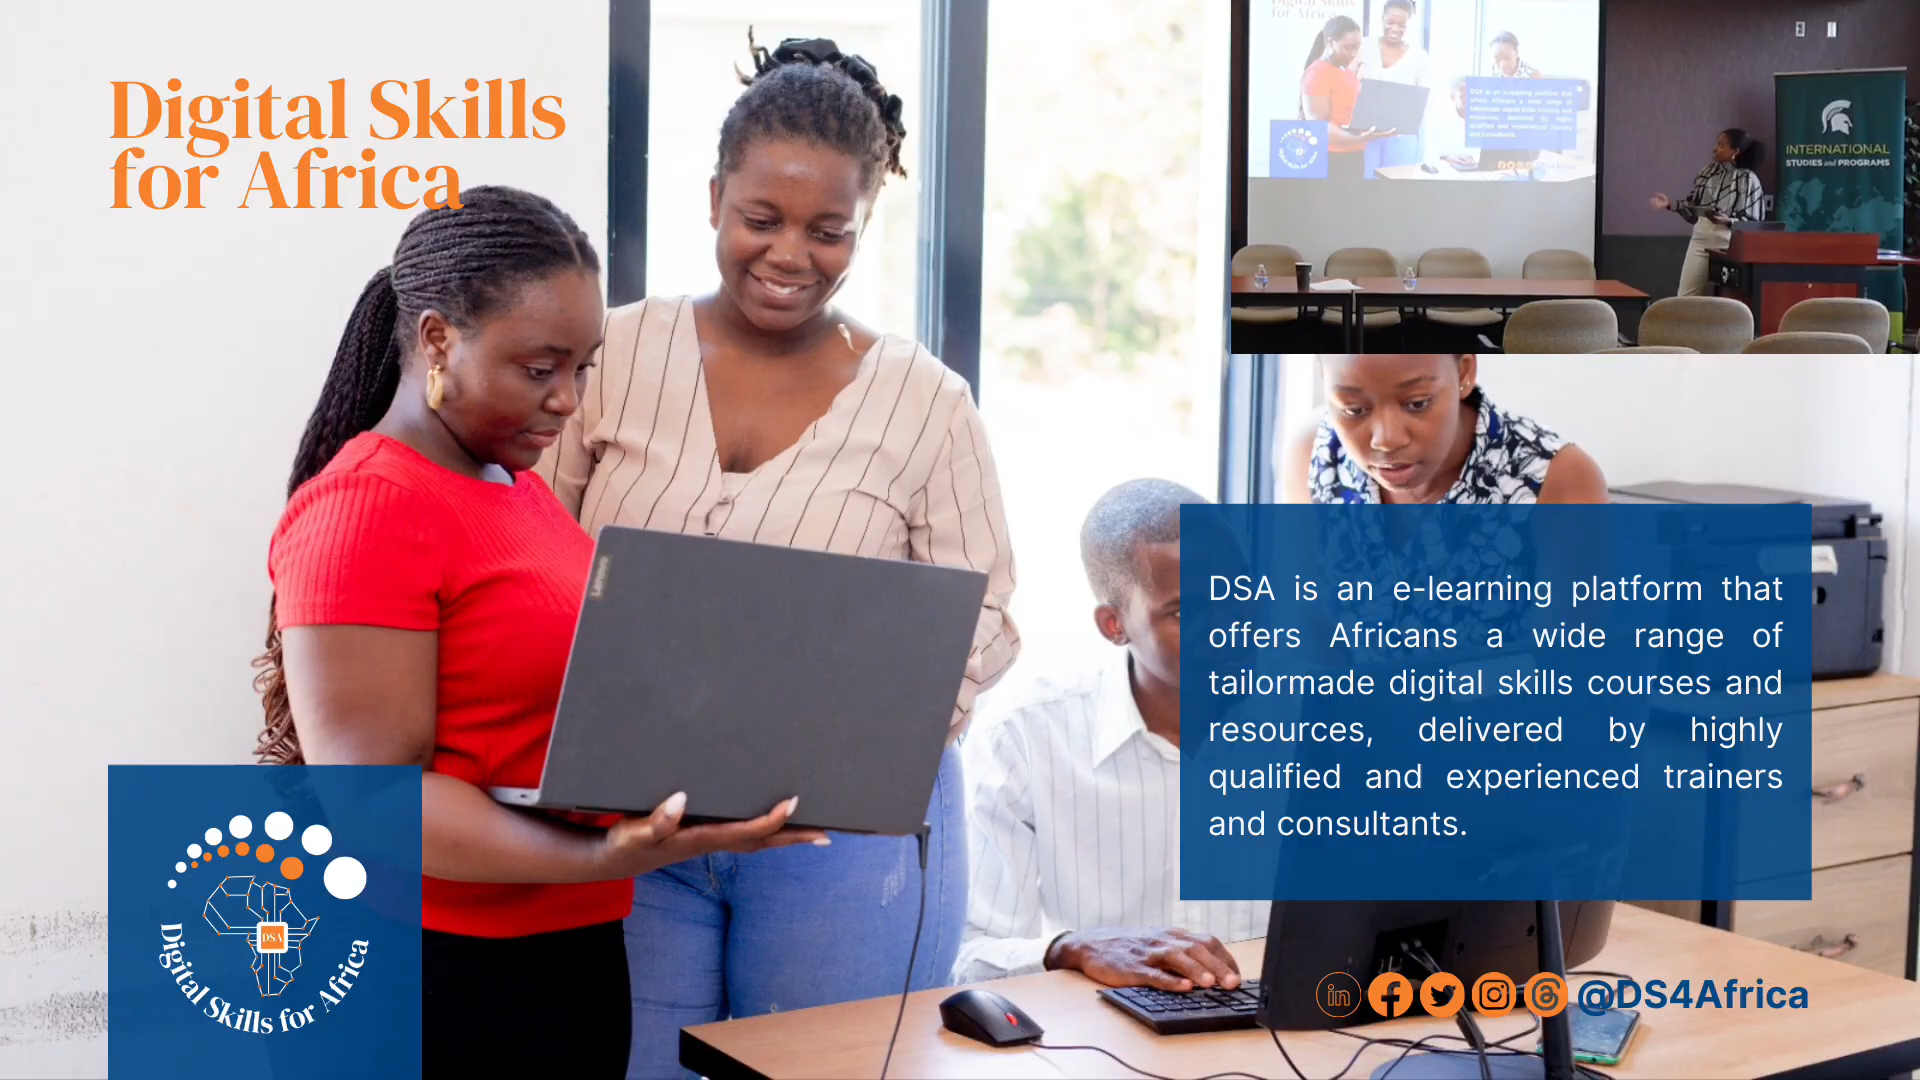 Digital Skills
for Africa
INTERNATIONAL
STUDIES and PROGRAMS
Lenovo
DSA is an e-learning platform that
offers Africans a wide range of
tailormade digital skills courses and
resources, delivered by highly
qualified and experienced trainers
and consultants.
DSA
Digital Skills for Africa
in
@DS4Africa